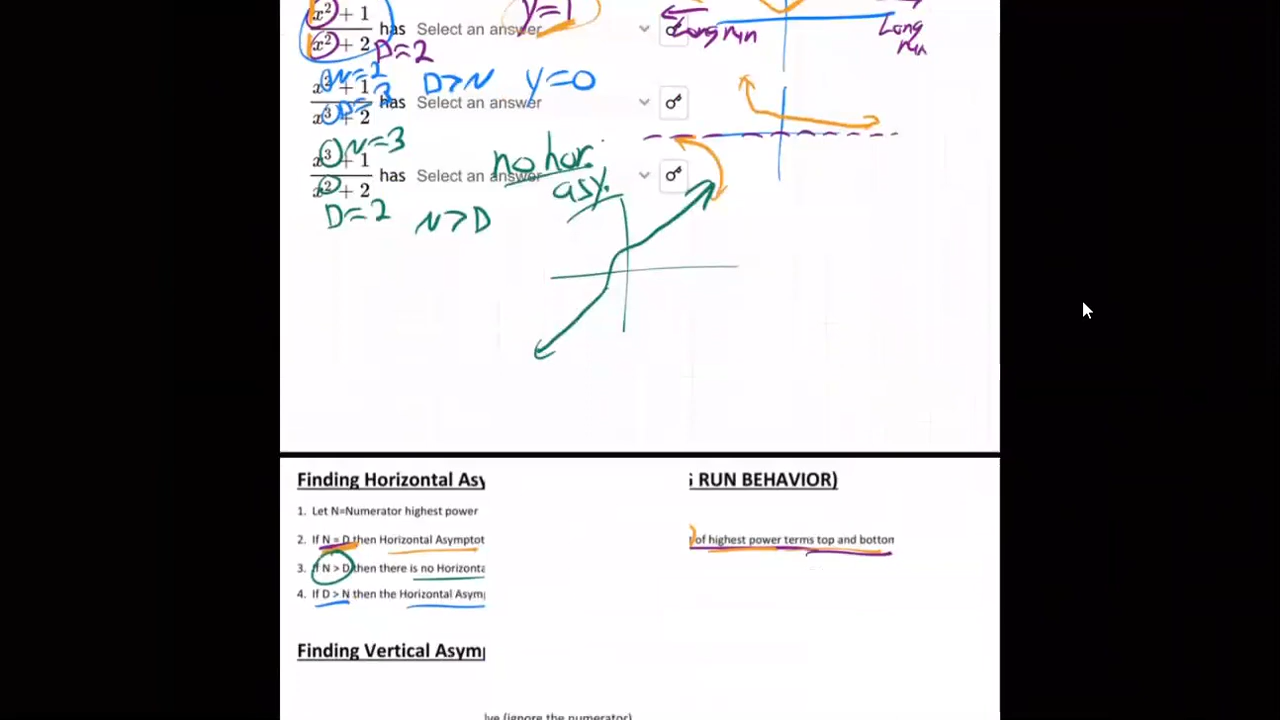 x² + 1
has Select an answer
x² + 2
y=1
D=2
Long run
Long run
N=2
+ 1
has Select an answer
x³ + 2
D=3
D>N y=0
N=3
x³ + 1
has Select an answer
x² + 2
D=2
N>D
no hor.
asy.
Finding Horizontal Asy
RUN BEHAVIOR)
1. Let N=Numerator highest power
2. If N = D then Horizontal Asymptot
of highest power terms top and botton
3. If N > D then there is no Horizonta
4. If D > N then the Horizontal Asym
Finding Vertical Asym
lve (ignore the numerator)